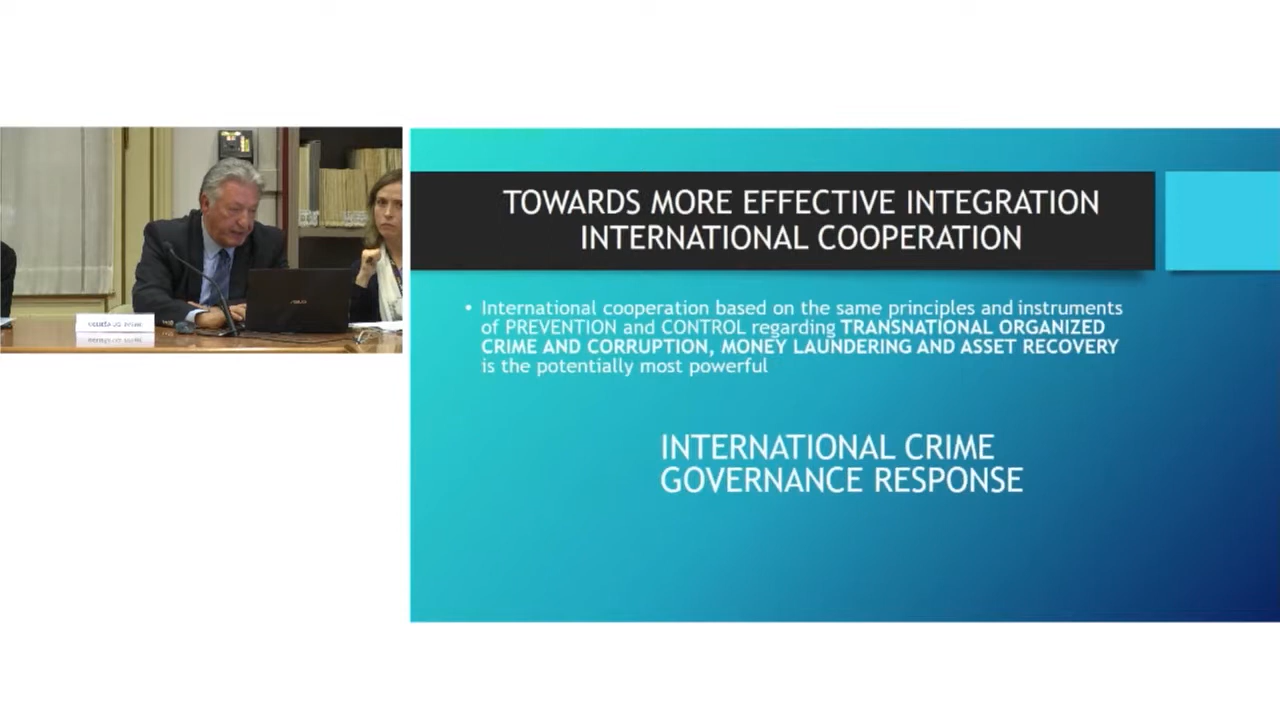 TOWARDS MORE EFFECTIVE INTEGRATION
INTERNATIONAL COOPERATION
• International cooperation based on the same principles and instruments
of PREVENTION and CONTROL regarding TRANSNATIONAL ORGANIZED
CRIME AND CORRUPTION, MONEY LAUNDERING AND ASSET RECOVERY
is the potentially most powerful
INTERNATIONAL CRIME
GOVERNANCE RESPONSE